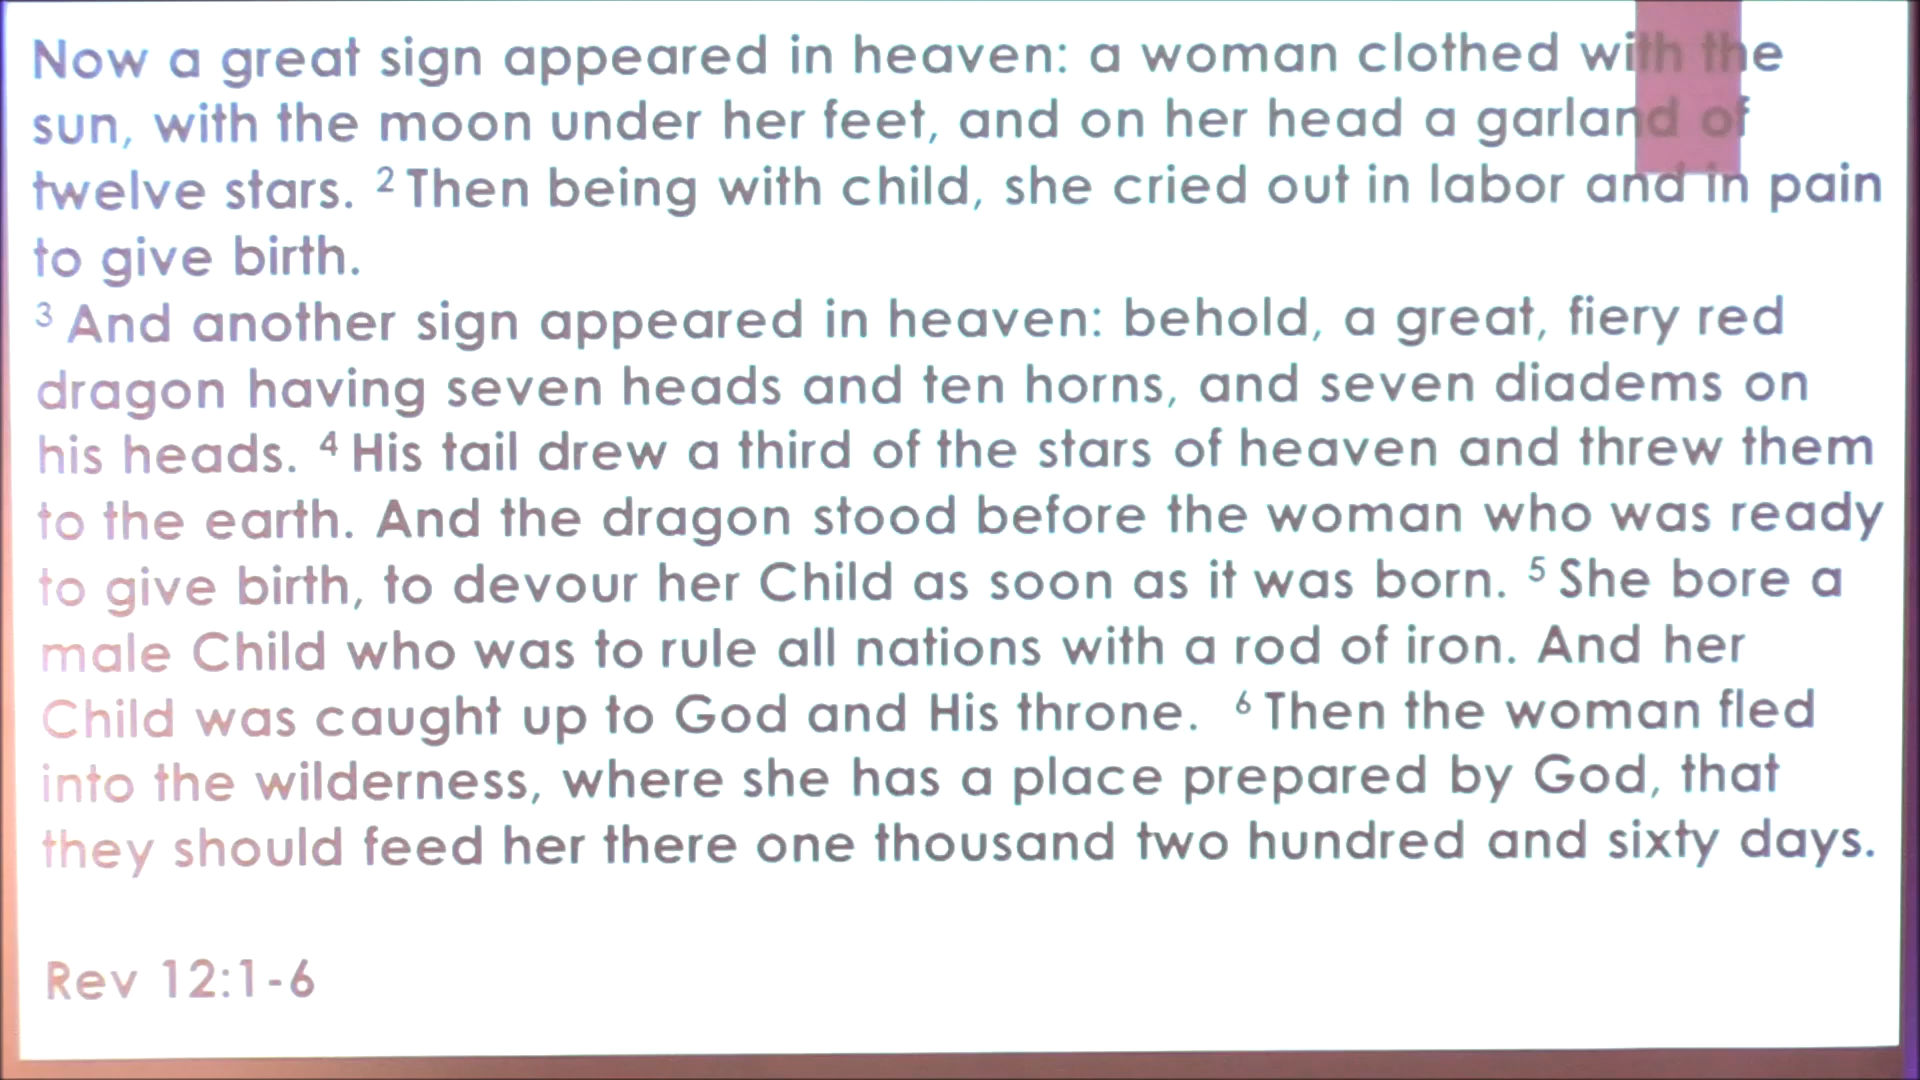 Now a great sign appeared in heaven: a woman clothed with the
sun, with the moon under her feet, and on her head a garland of
twelve stars. 2 Then being with child, she cried out in labor and in pain
to give birth.
3 And another sign appeared in heaven: behold, a great, fiery red
dragon having seven heads and ten horns, and seven diadems on
his heads. 4 His tail drew a third of the stars of heaven and threw them
to the earth. And the dragon stood before the woman who was ready
to give birth, to devour her Child as soon as it was born. 5 She bore a
male Child who was to rule all nations with a rod of iron. And her
Child was caught up to God and His throne. 6 Then the woman fled
into the wilderness, where she has a place prepared by God, that
they should feed her there one thousand two hundred and sixty days.
Rev 12:1-6